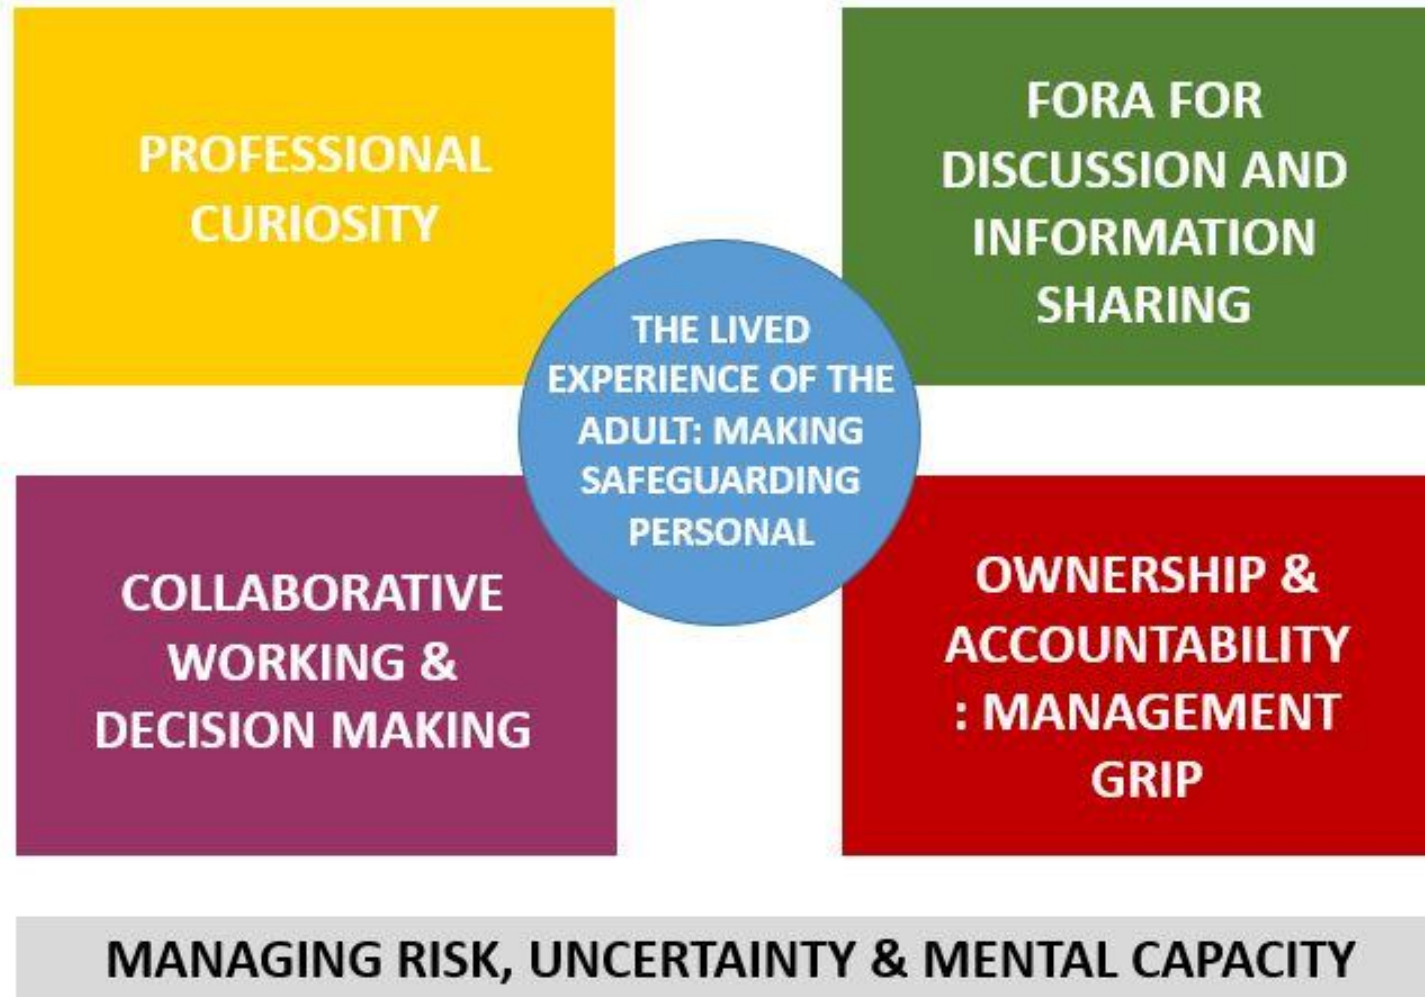 PROFESSIONAL
CURIOSITY
FORA FOR
DISCUSSION AND
INFORMATION
SHARING
THE LIVED
EXPERIENCE OF THE
ADULT: MAKING
SAFEGUARDING
PERSONAL
COLLABORATIVE
WORKING &
DECISION MAKING
OWNERSHIP &
ACCOUNTABILITY
: MANAGEMENT
GRIP
MANAGING RISK, UNCERTAINTY & MENTAL CAPACITY